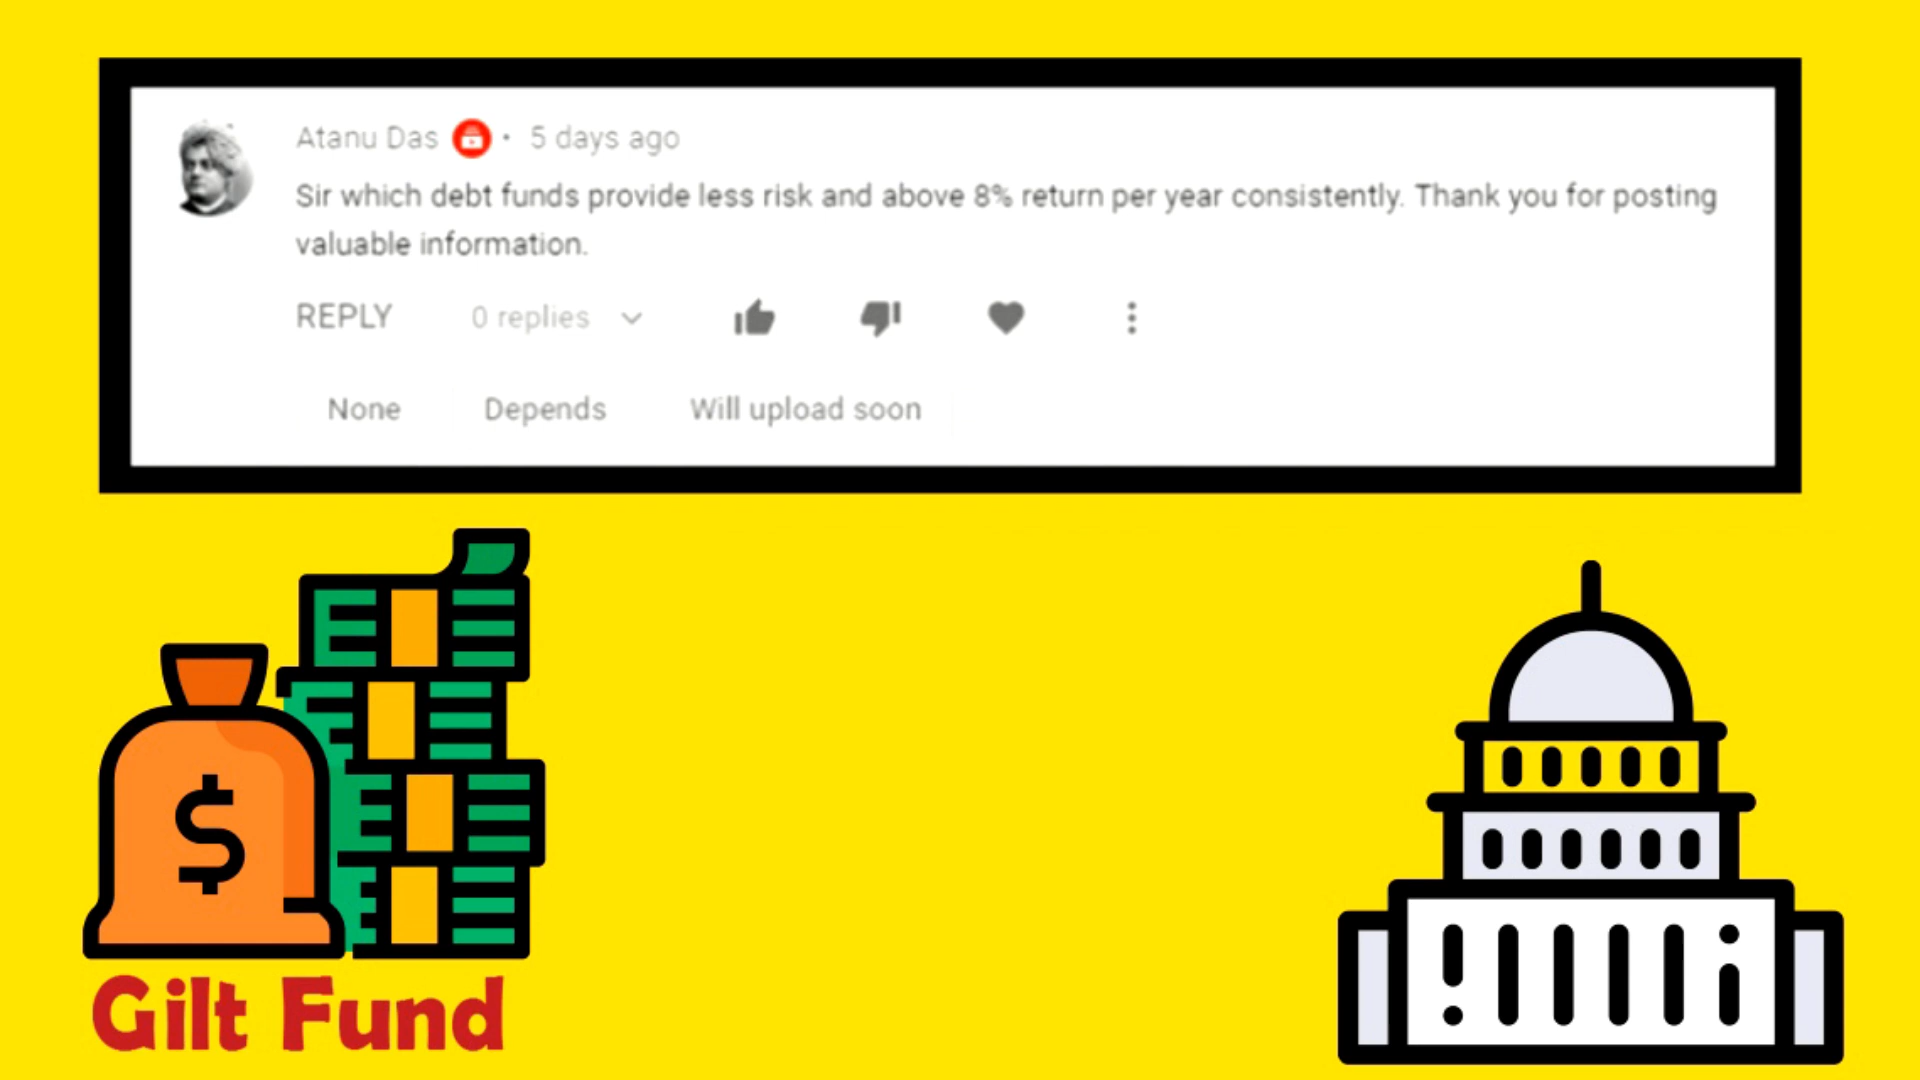 Atanu Das • 5 days ago
Sir which debt funds provide less risk and above 8% return per year consistently. Thank you for posting
valuable information.
REPLY 0 replies
None Depends Will upload soon
$
Gilt Fund